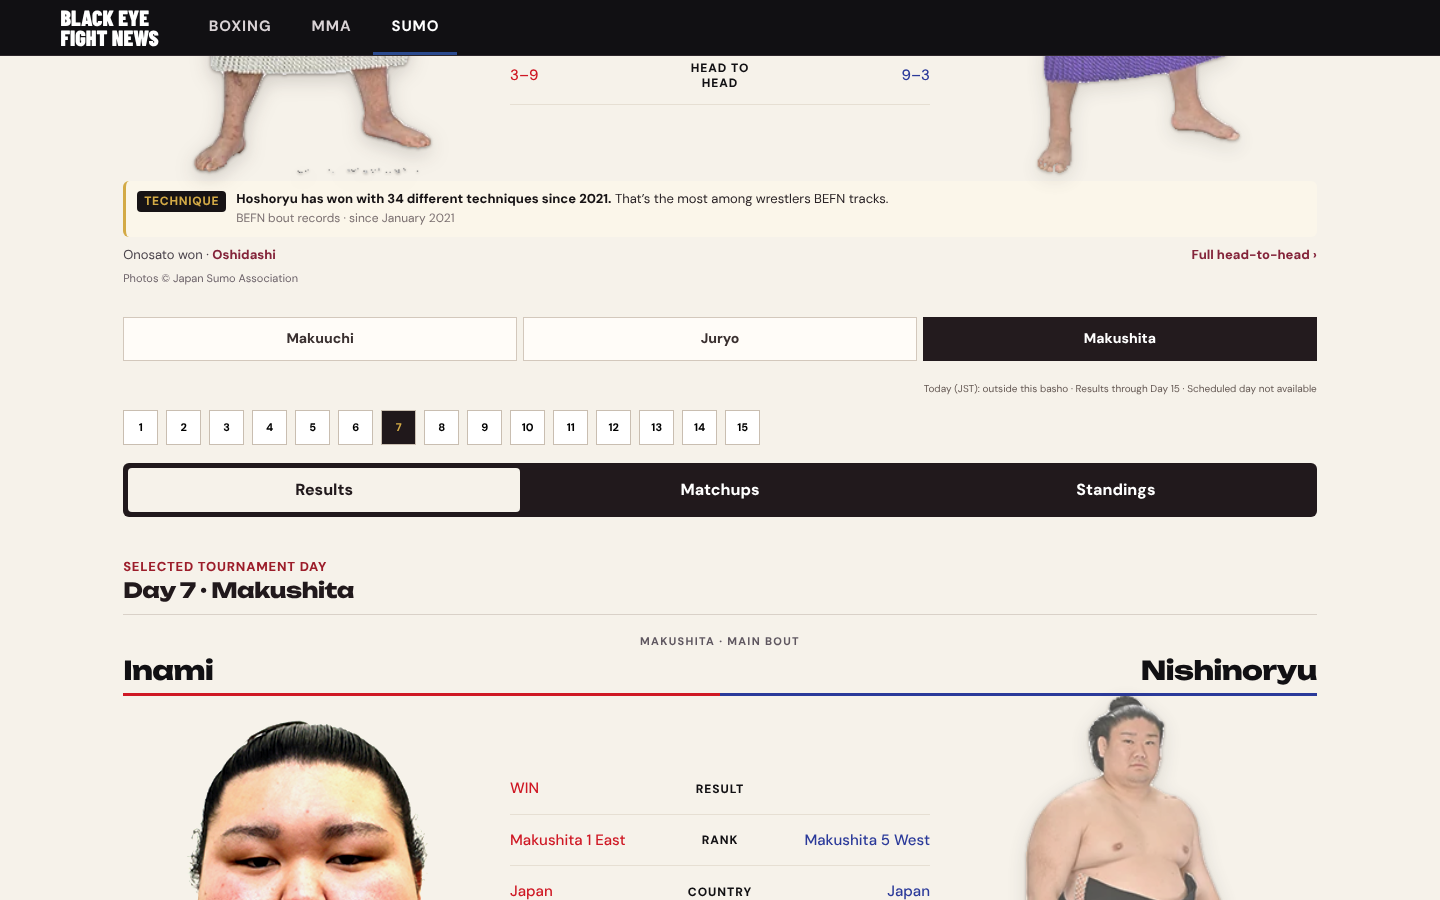 BLACK EYE
FIGHT NEWS
BOXING MMA SUMO
3–9 HEAD TO HEAD 9–3
TECHNIQUE Hoshoryu has won with 34 different techniques since 2021. That's the most among wrestlers BEFN tracks.
BEFN bout records · since January 2021
Onosato won · Oshidashi Full head-to-head ›
Photos © Japan Sumo Association
Makuuchi Juryo Makushita
Today (JST): outside this basho · Results through Day 15 · Scheduled day not available
1 2 3 4 5 6 7 8 9 10 11 12 13 14 15
Results Matchups Standings
SELECTED TOURNAMENT DAY
Day 7 · Makushita
MAKUSHITA · MAIN BOUT
Inami Nishinoryu
WIN RESULT
Makushita 1 East RANK Makushita 5 West
Japan COUNTRY Japan